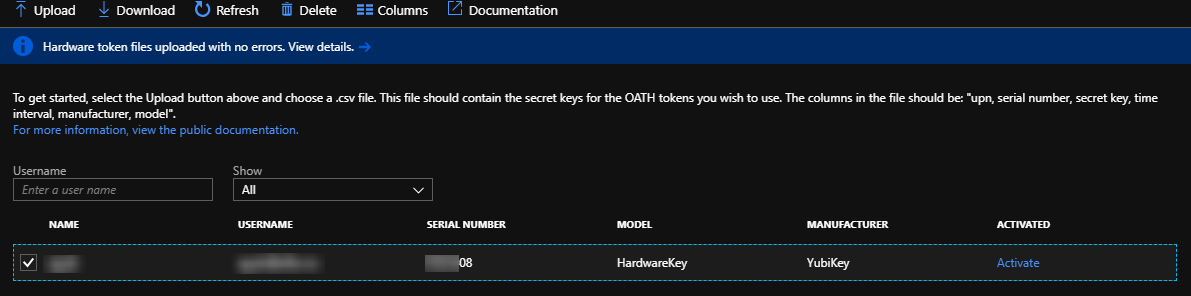 Upload Download Refresh Delete Columns Documentation
Hardware token files uploaded with no errors. View details. →
To get started, select the Upload button above and choose a .csv file. This file should contain the secret keys for the OATH tokens you wish to use. The columns in the file should be: "upn, serial number, secret key, time
interval, manufacturer, model".
For more information, view the public documentation.
Username Show
Enter a user name All
NAME USERNAME SERIAL NUMBER MODEL MANUFACTURER ACTIVATED
08 HardwareKey YubiKey Activate